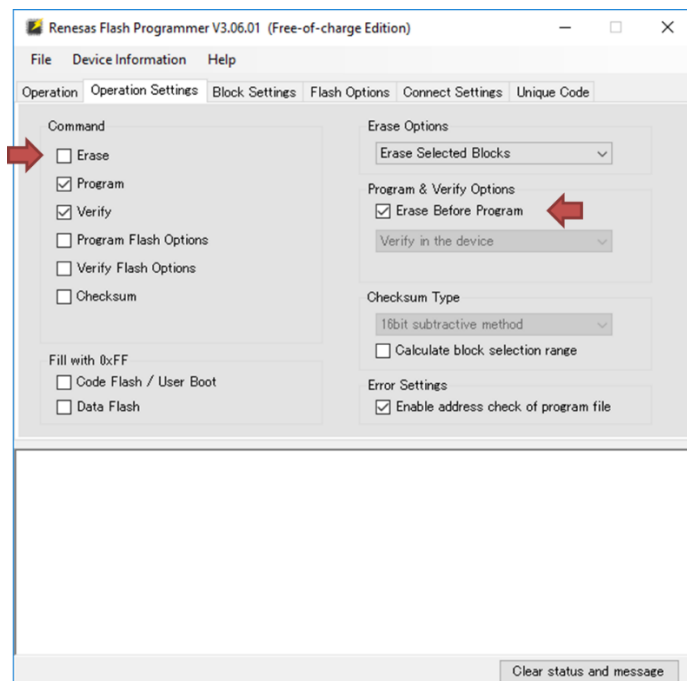 Renesas Flash Programmer V3.06.01 (Free-of-charge Edition)
File Device Information Help
Operation Operation Settings Block Settings Flash Options Connect Settings Unique Code
Command
Erase
Program
Verify
Program Flash Options
Verify Flash Options
Checksum
Fill with 0xFF
Code Flash / User Boot
Data Flash
Erase Options
Erase Selected Blocks
Program & Verify Options
Erase Before Program
Verify in the device
Checksum Type
16bit subtractive method
Calculate block selection range
Error Settings
Enable address check of program file
Clear status and message